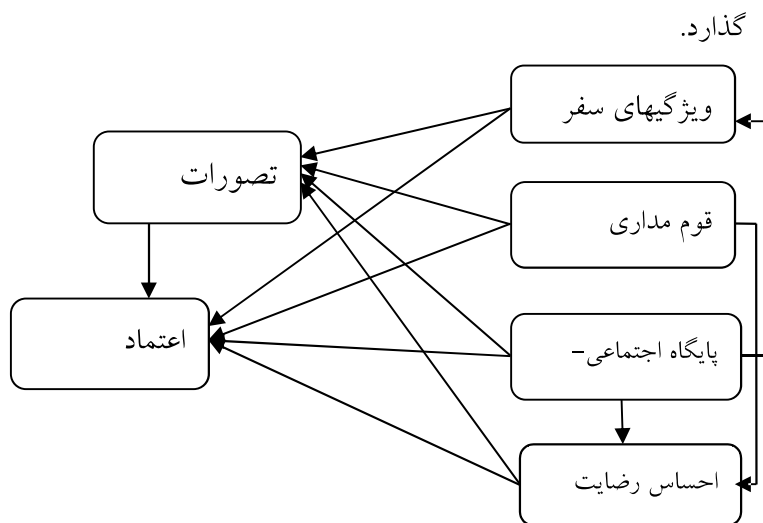 گذارد.
ویژگیهای سفر
تصورات
قوم مداری
اعتماد
پایگاه اجتماعی-
احساس رضایت